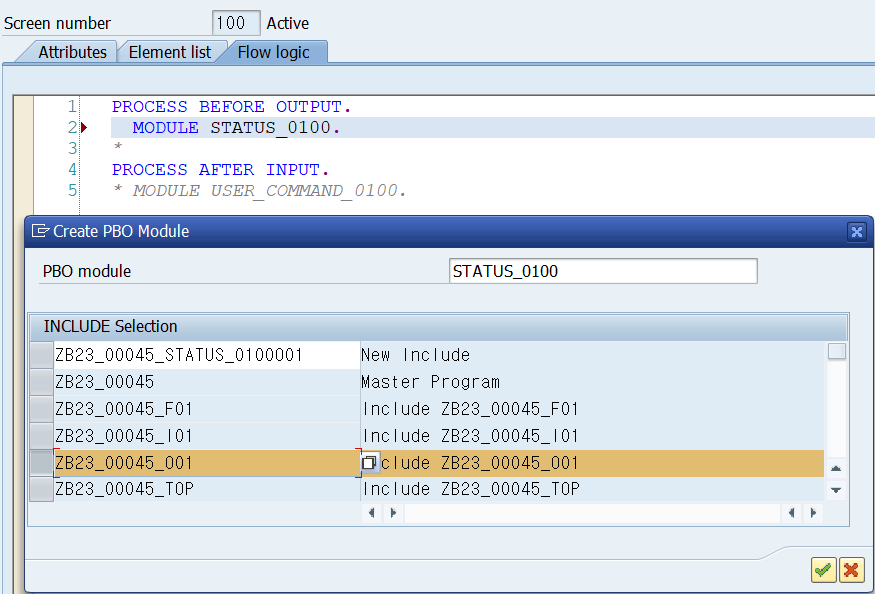 Screen number 100 Active
Attributes Element list Flow logic
1 PROCESS BEFORE OUTPUT.
2 MODULE STATUS_0100.
3 *
4 PROCESS AFTER INPUT.
5 * MODULE USER_COMMAND_0100.
Create PBO Module
PBO module STATUS_0100
INCLUDE Selection
ZB23_00045_STATUS_0100O01 New Include
ZB23_00045 Master Program
ZB23_00045_F01 Include ZB23_00045_F01
ZB23_00045_I01 Include ZB23_00045_I01
ZB23_00045_O01 clude ZB23_00045_O01
ZB23_00045_TOP Include ZB23_00045_TOP